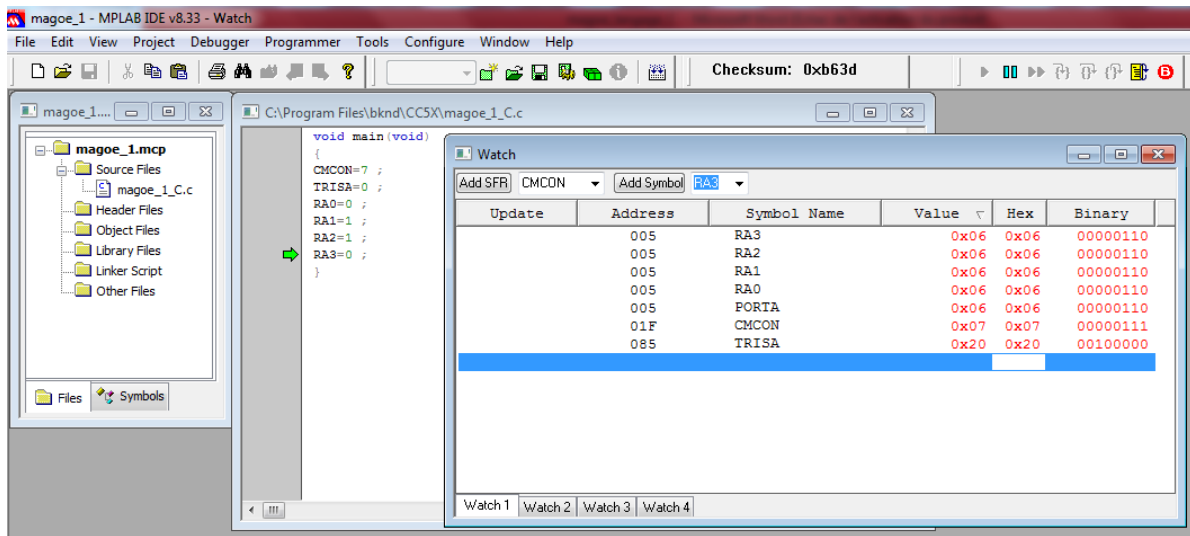 magoe_1 - MPLAB IDE v8.33 - Watch
File Edit View Project Debugger Programmer Tools Configure Window Help
Checksum: 0xb63d
magoe_1....
magoe_1.mcp
Source Files
magoe_1_C.c
Header Files
Object Files
Library Files
Linker Script
Other Files
Files Symbols
C:\Program Files\bknd\CC5X\magoe_1_C.c
void main(void)
{
CMCON=7 ;
TRISA=0 ;
RA0=0 ;
RA1=1 ;
RA2=1 ;
RA3=0 ;
}
Watch
Add SFR CMCON Add Symbol RA3
Update Address Symbol Name Value Hex Binary
005 RA3 0x06 0x06 00000110
005 RA2 0x06 0x06 00000110
005 RA1 0x06 0x06 00000110
005 RA0 0x06 0x06 00000110
005 PORTA 0x06 0x06 00000110
01F CMCON 0x07 0x07 00000111
085 TRISA 0x20 0x20 00100000
Watch 1 Watch 2 Watch 3 Watch 4